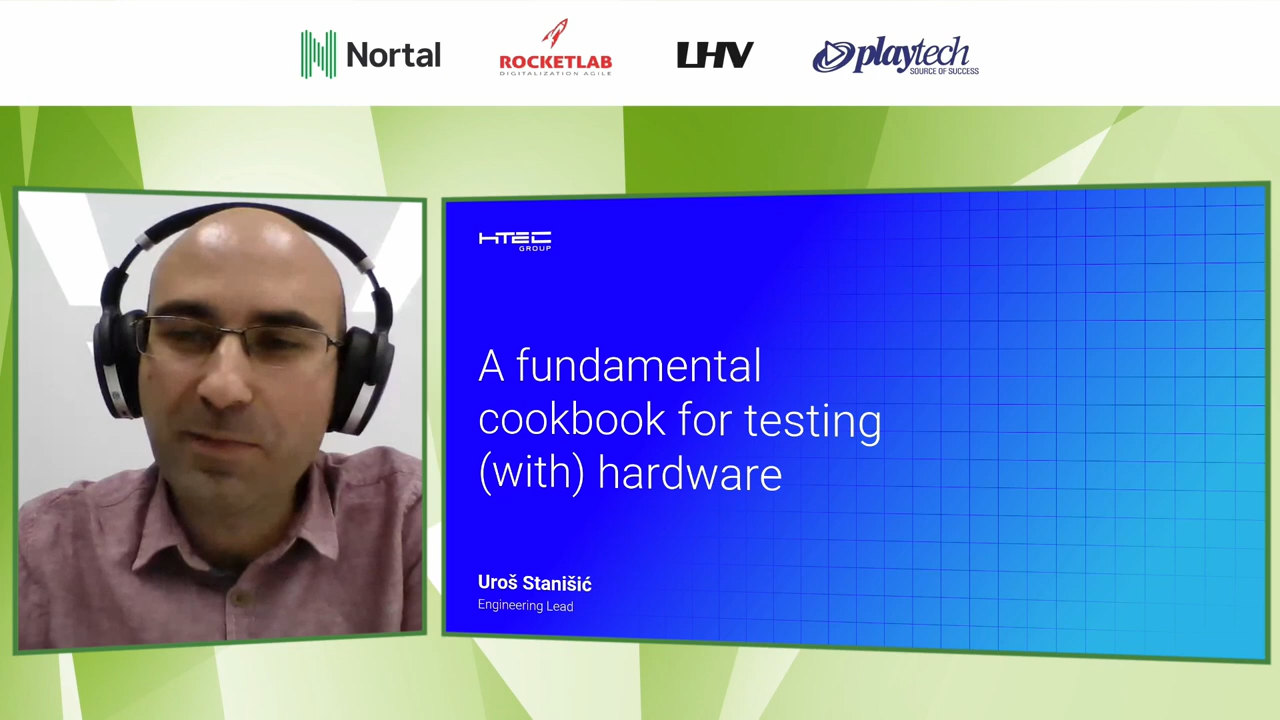 Nortal
ROCKETLAB
DIGITALIZATION AGILE
LHV
playtech
SOURCE OF SUCCESS
HTEC
GROUP
A fundamental
cookbook for testing
(with) hardware
Uroš Stanišić
Engineering Lead